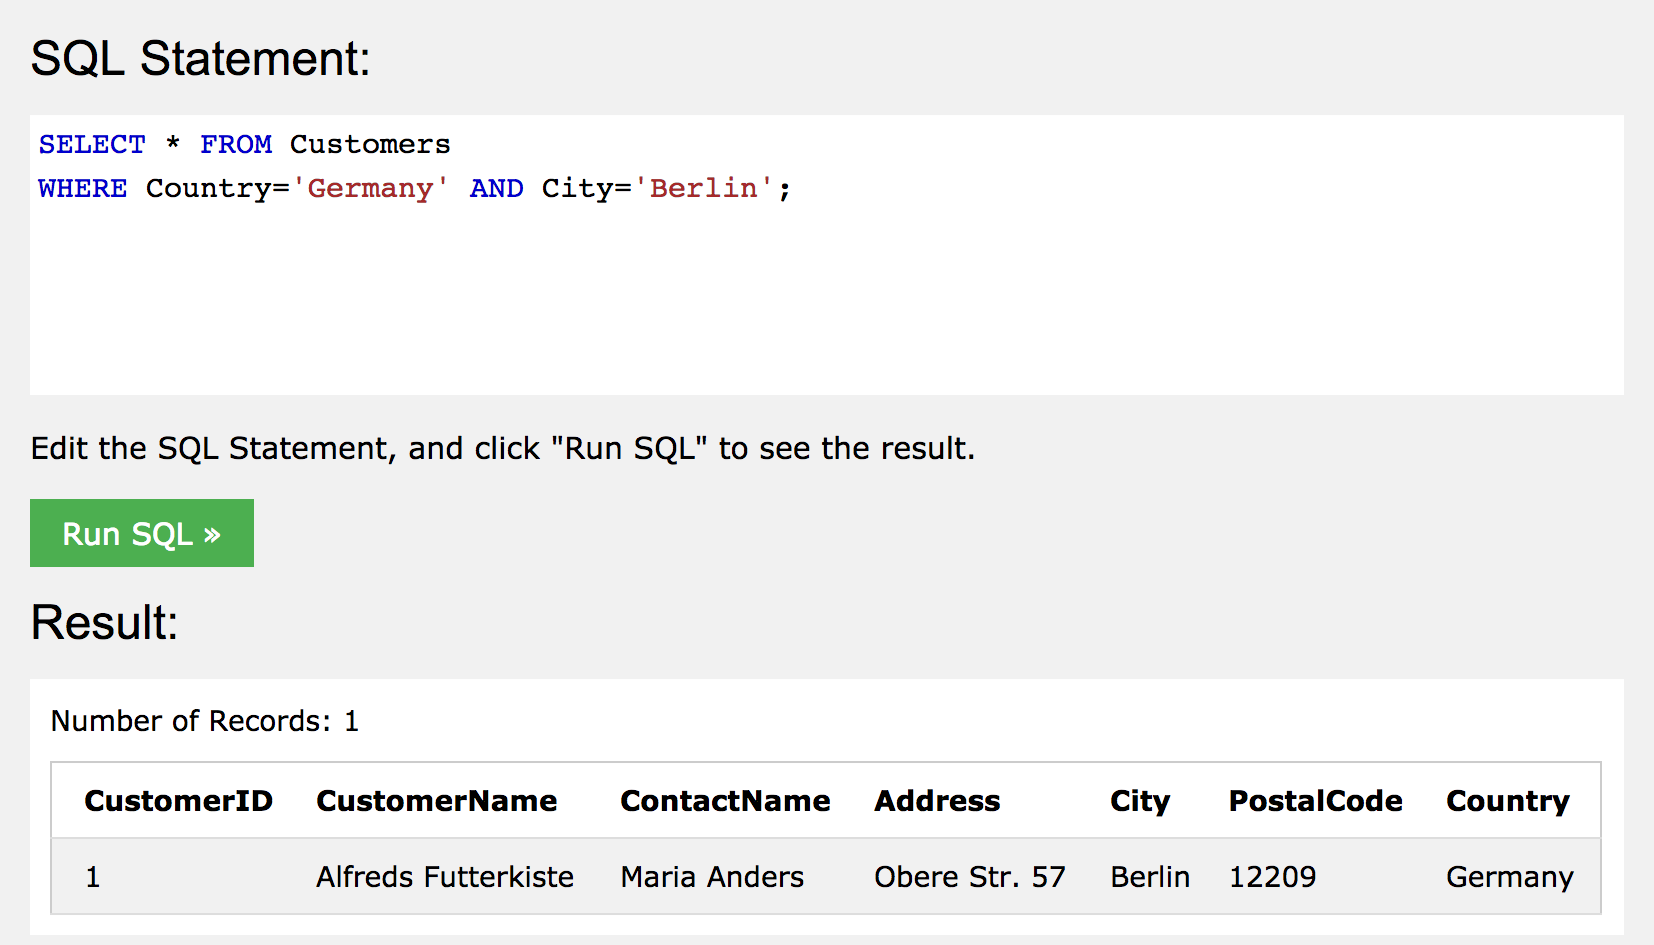 SQL Statement:
SELECT * FROM Customers
WHERE Country='Germany' AND City='Berlin';
Edit the SQL Statement, and click "Run SQL" to see the result.
Run SQL »
Result:
Number of Records: 1
CustomerID CustomerName ContactName Address City PostalCode Country
1 Alfreds Futterkiste Maria Anders Obere Str. 57 Berlin 12209 Germany